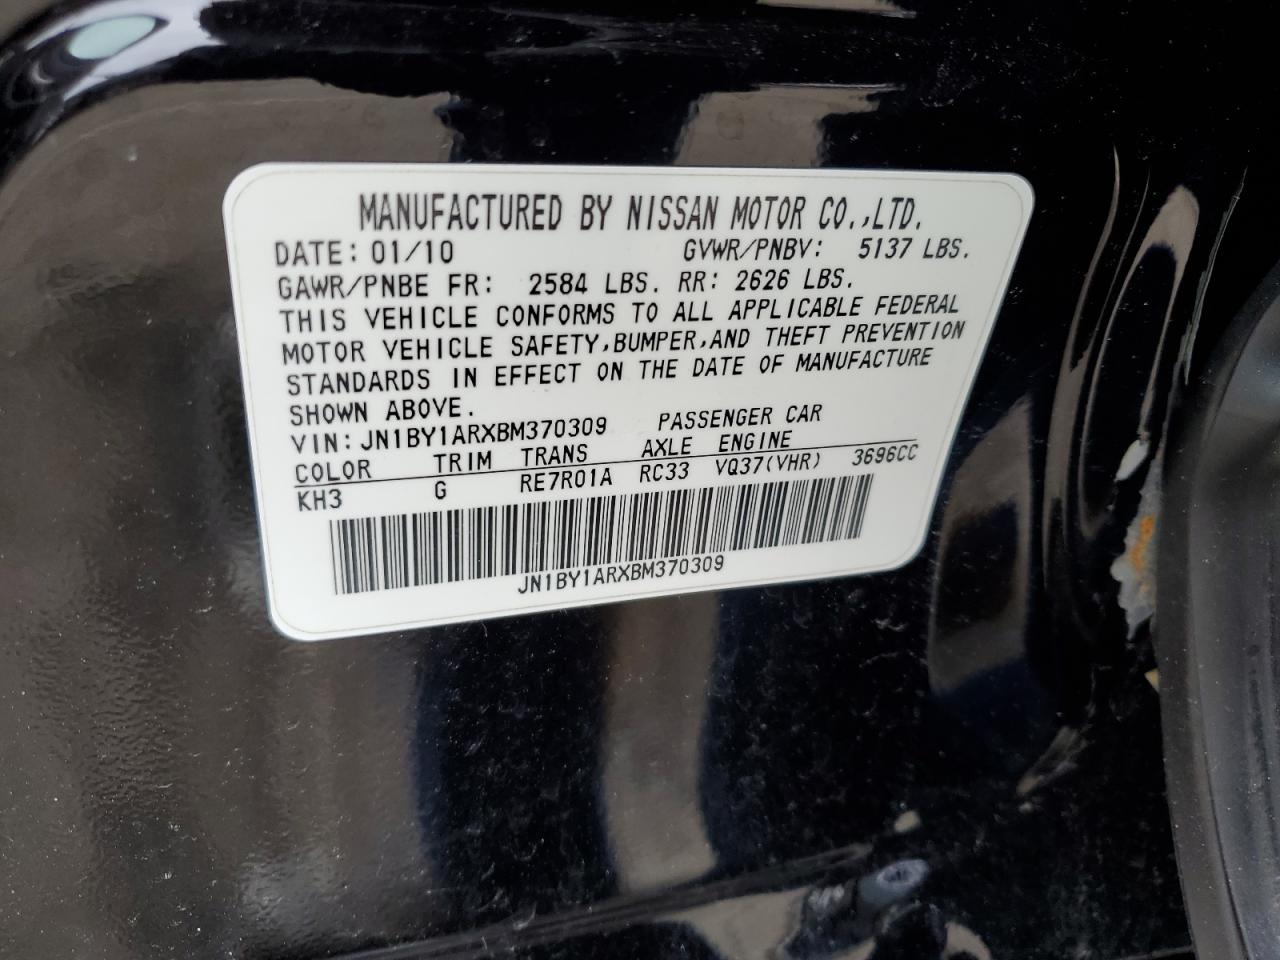 MANUFACTURED BY NISSAN MOTOR CO.,LTD.
DATE: 01/10 GVWR/PNBV: 5137 LBS.
GAWR/PNBE FR: 2584 LBS. RR: 2626 LBS.
THIS VEHICLE CONFORMS TO ALL APPLICABLE FEDERAL
MOTOR VEHICLE SAFETY,BUMPER,AND THEFT PREVENTION
STANDARDS IN EFFECT ON THE DATE OF MANUFACTURE
SHOWN ABOVE.
VIN:JN1BY1ARXBM370309 PASSENGER CAR
COLOR TRIM TRANS AXLE ENGINE
KH3 G RE7R01A RC33 VQ37(VHR) 3696CC
JN1BY1ARXBM370309